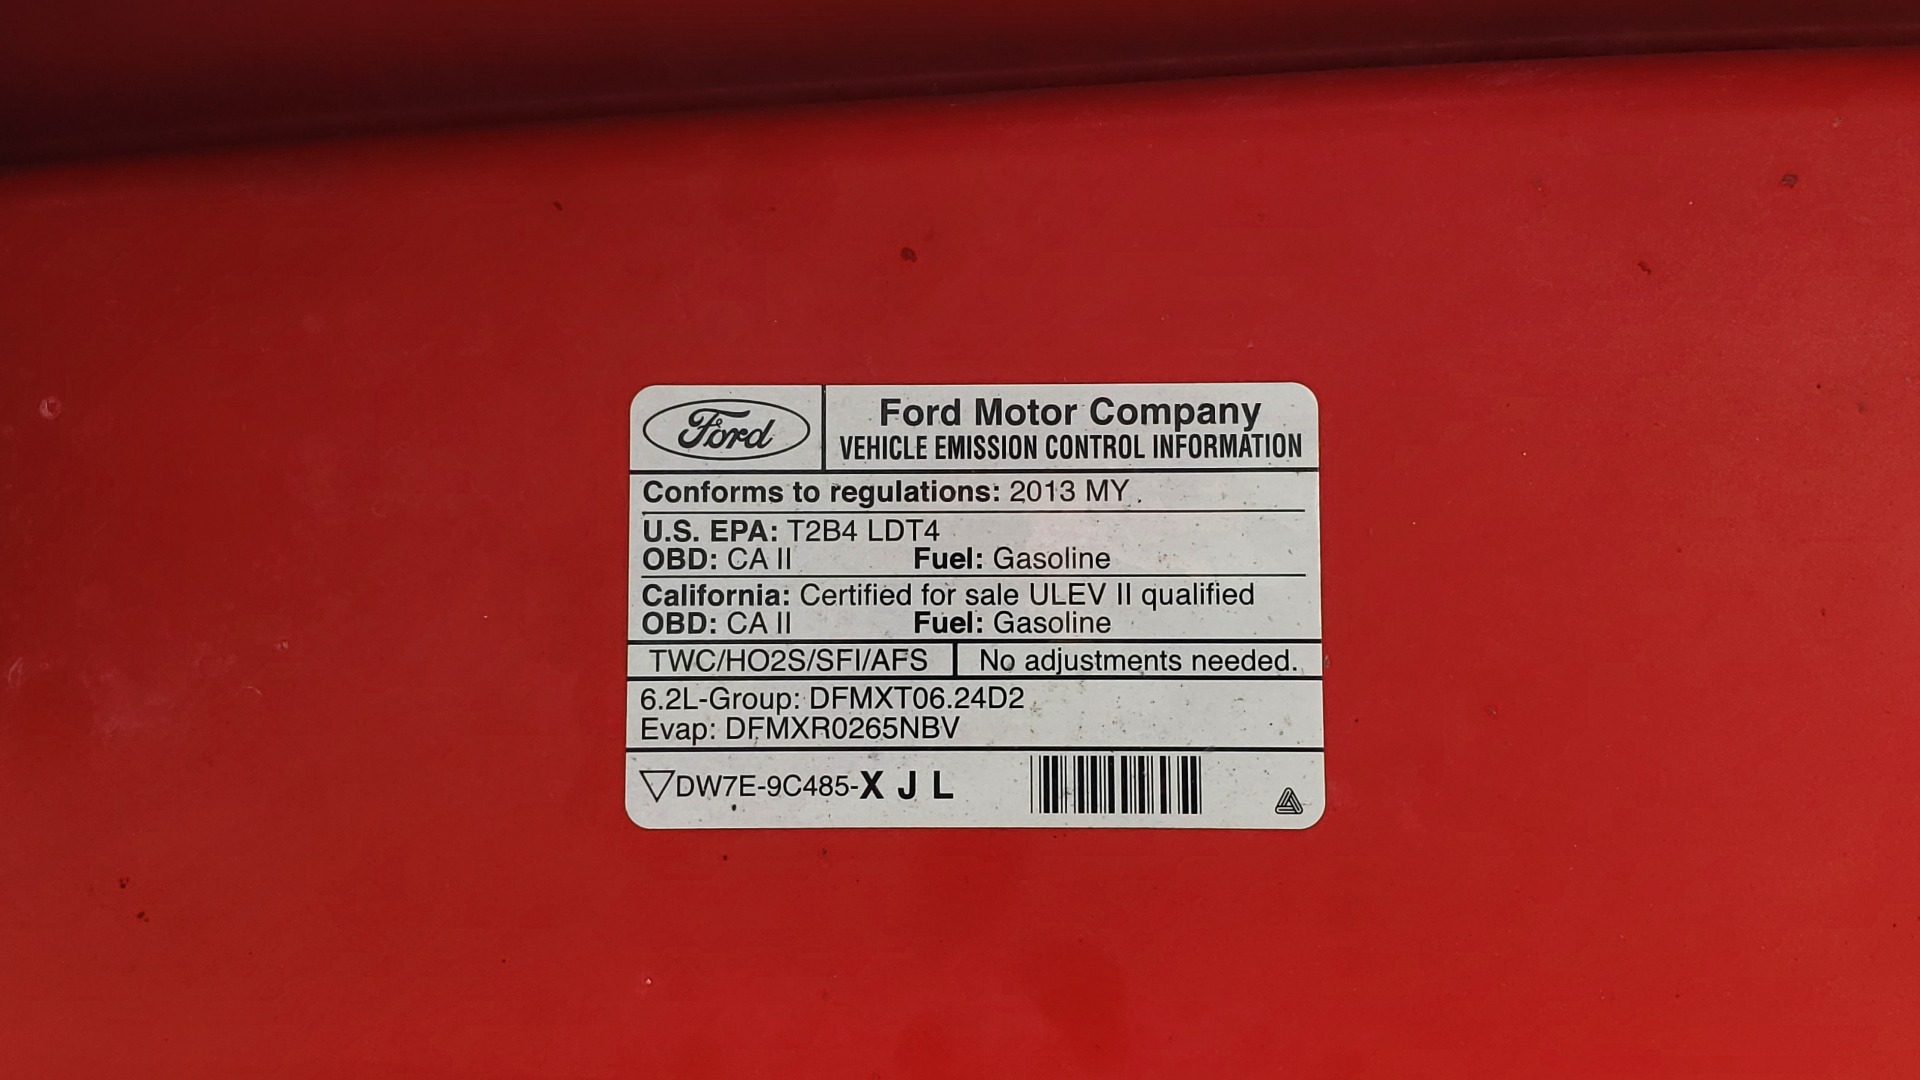 Ford
Ford Motor Company
VEHICLE EMISSION CONTROL INFORMATION
Conforms to regulations: 2013 MY
U.S. EPA: T2B4 LDT4
OBD: CA II Fuel: Gasoline
California: Certified for sale ULEV II qualified
OBD: CA II Fuel: Gasoline
TWC/HO2S/SFI/AFS No adjustments needed.
6.2L-Group: DFMXT06.24D2
Evap: DFMXR0265NBV
DW7E-9C485-X J L